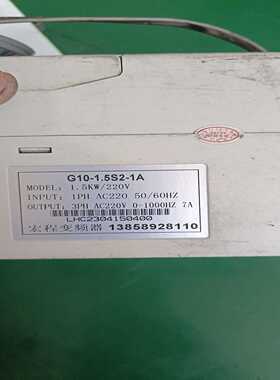 G10-1.5S2-1A
MODEL: 1.5KW/220V
INPUT: 1PH AC220 50/60HZ
OUTPUT: 3PH AC220V 0-1000HZ 7A
LHC2304150400
宏程变频器 13858928110